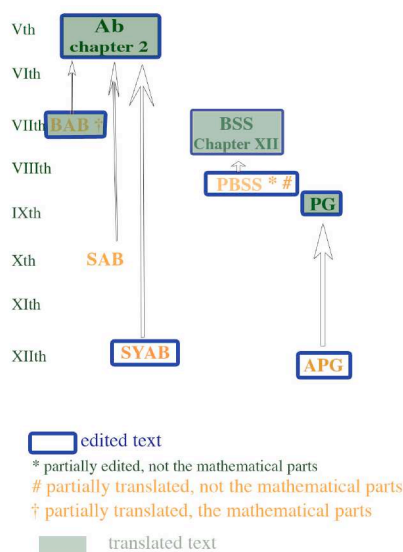 Vth
Ab
chapter 2
VIth
VIIth
BAB †
BSS
Chapter XII
VIIIth
PBSS * #
IXth
PG
Xth
SAB
XIth
XIIth
SYAB
APG
edited text
* partially edited, not the mathematical parts
# partially translated, not the mathematical parts
† partially translated, the mathematical parts
translated text